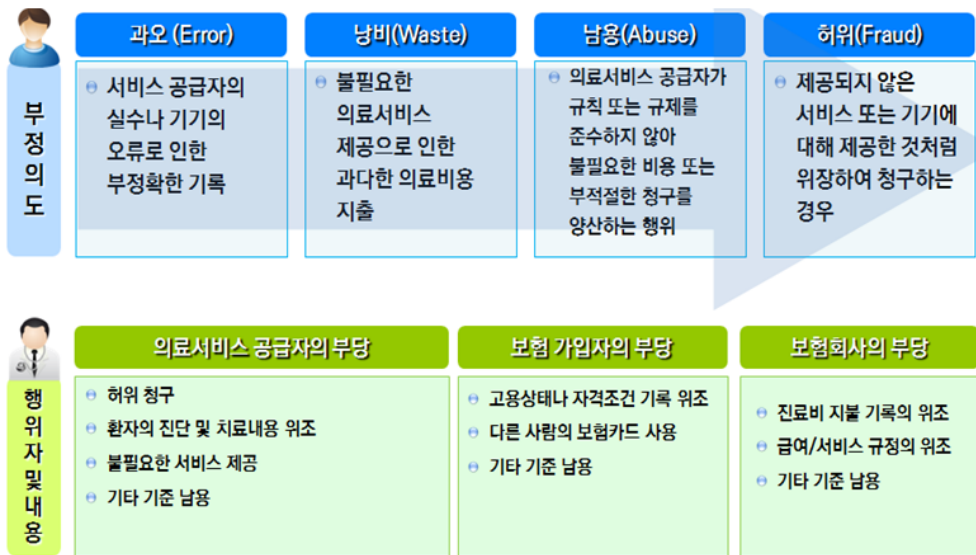 부정의도
과오 (Error)
서비스 공급자의
실수나 기기의
오류로 인한
부정확한 기록
낭비(Waste)
불필요한
의료서비스
제공으로 인한
과다한 의료비용
지출
남용(Abuse)
의료서비스 공급자가
규칙 또는 규제를
준수하지 않아
불필요한 비용 또는
부적절한 청구를
양산하는 행위
허위(Fraud)
제공되지 않은
서비스 또는 기기에
대해 제공한 것처럼
위장하여 청구하는
경우
행위자및내용
의료서비스 공급자의 부당
허위 청구
환자의 진단 및 치료내용 위조
불필요한 서비스 제공
기타 기준 남용
보험 가입자의 부당
고용상태나 자격조건 기록 위조
다른 사람의 보험카드 사용
기타 기준 남용
보험회사의 부당
진료비 지불 기록의 위조
급여/서비스 규정의 위조
기타 기준 남용